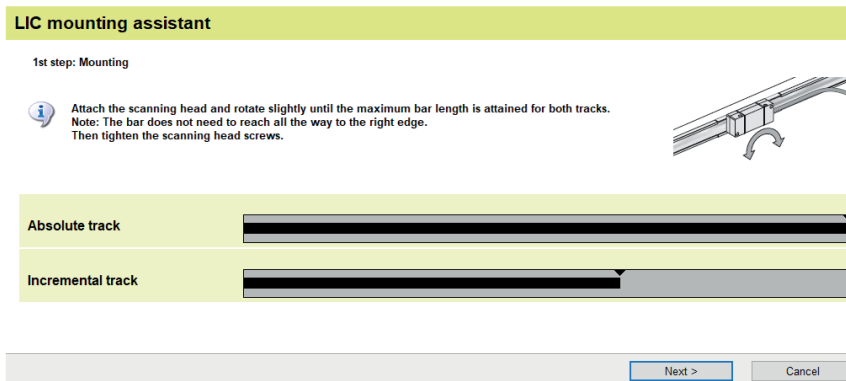 LIC mounting assistant
1st step: Mounting
Attach the scanning head and rotate slightly until the maximum bar length is attained for both tracks.
Note: The bar does not need to reach all the way to the right edge.
Then tighten the scanning head screws.
Absolute track
Incremental track
Next >
Cancel